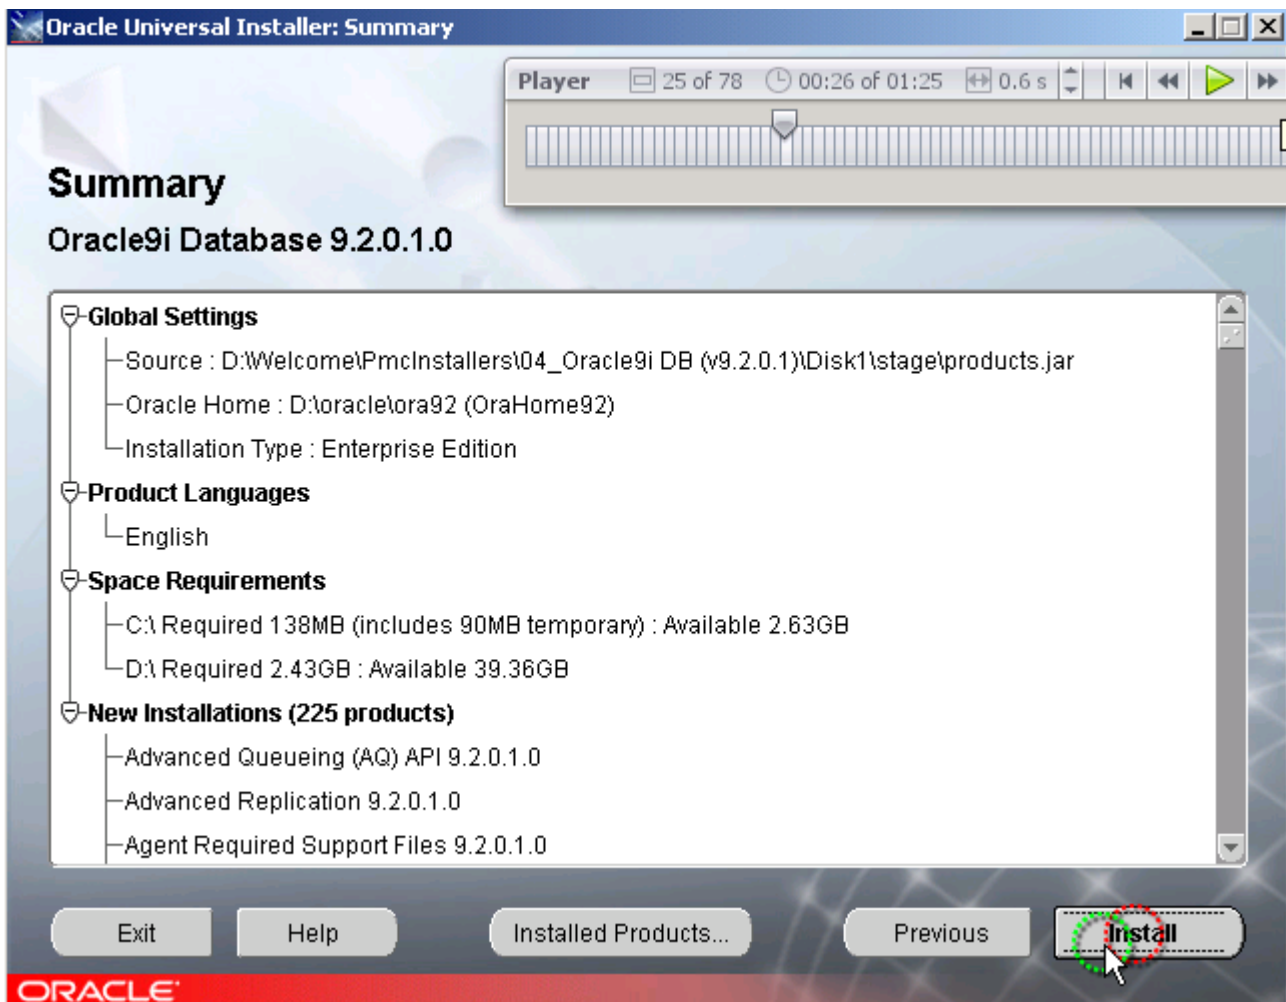 Oracle Universal Installer: Summary
Player 25 of 78 00:26 of 01:25 0.6 s
Summary
Oracle9i Database 9.2.0.1.0
Global Settings
Source : D:\Welcome\PmcInstallers\04_Oracle9i DB (v9.2.0.1)\Disk1\stage\products.jar
Oracle Home : D:\oracle\ora92 (OraHome92)
Installation Type : Enterprise Edition
Product Languages
English
Space Requirements
C:\ Required 138MB (includes 90MB temporary) : Available 2.63GB
D:\ Required 2.43GB : Available 39.36GB
New Installations (225 products)
Advanced Queueing (AQ) API 9.2.0.1.0
Advanced Replication 9.2.0.1.0
Agent Required Support Files 9.2.0.1.0
Exit Help Installed Products... Previous Install
ORACLE